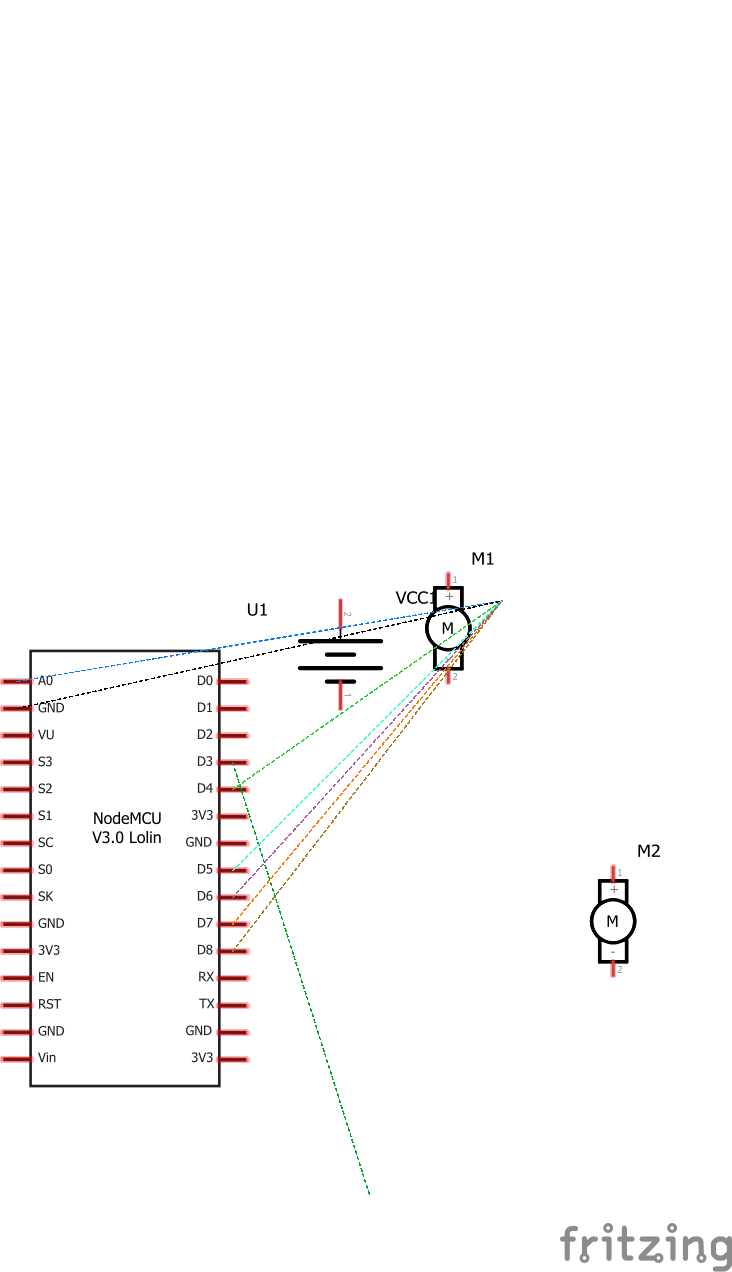 M1
VCC1
1
+
M
2
U1
2
1
NodeMCU
V3.0 Lolin
A0
GND
VU
S3
S2
S1
SC
S0
SK
GND
3V3
EN
RST
GND
Vin
D0
D1
D2
D3
D4
3V3
GND
D5
D6
D7
D8
RX
TX
GND
3V3
M2
1
+
M
-
2
fritzing